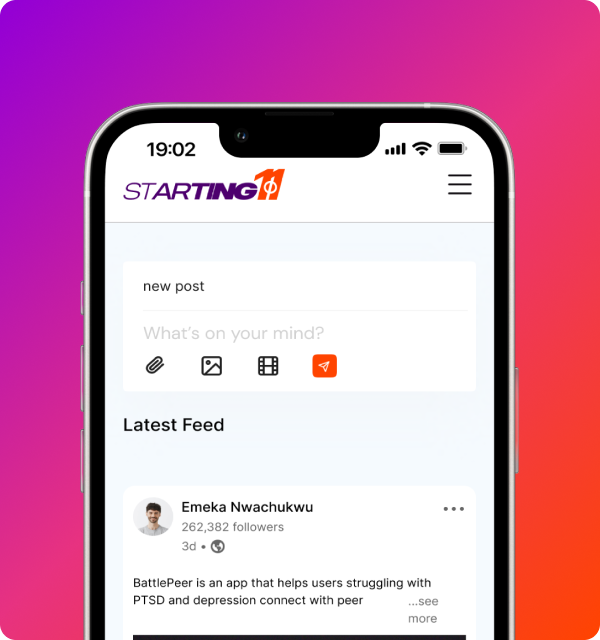 19:02
STARTING11
new post
What's on your mind?
Latest Feed
Emeka Nwachukwu
262,382 followers
3d •
BattlePeer is an app that helps users struggling with
PTSD and depression connect with peer ...see
more